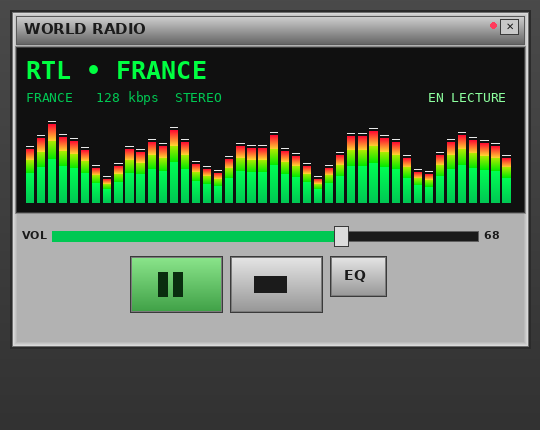 WORLD RADIO
RTL • FRANCE
FRANCE 128 kbps STEREO EN LECTURE
VOL 68
EQ